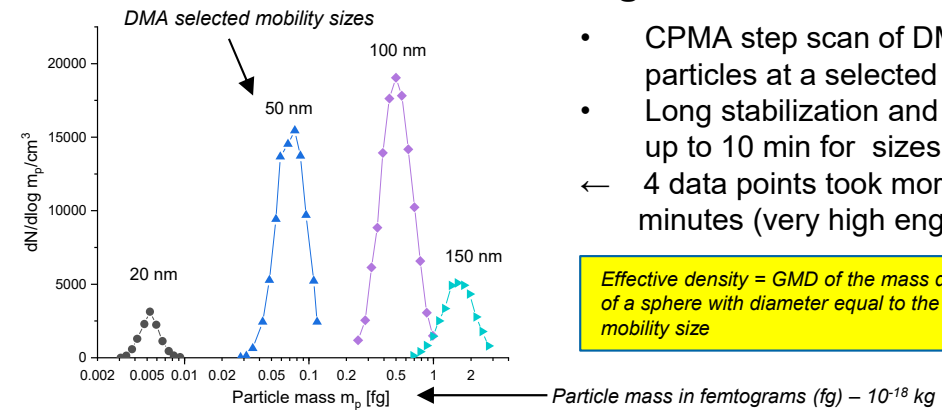 DMA selected mobility sizes
100 nm
50 nm
20 nm
150 nm
dN/dlog mₚ/cm³
20000
15000
10000
5000
0
0.002 0.005 0.01 0.02 0.05 0.1 0.2 0.5 1 2
Particle mass mₚ [fg]
Particle mass in femtograms (fg) – 10⁻¹⁸ kg
• CPMA step scan of
particles at a selected
• Long stabilization and
up to 10 min for sizes
← 4 data points took
minutes (very high
Effective density = GMD of the mass
of a sphere with diameter equal to the
mobility size